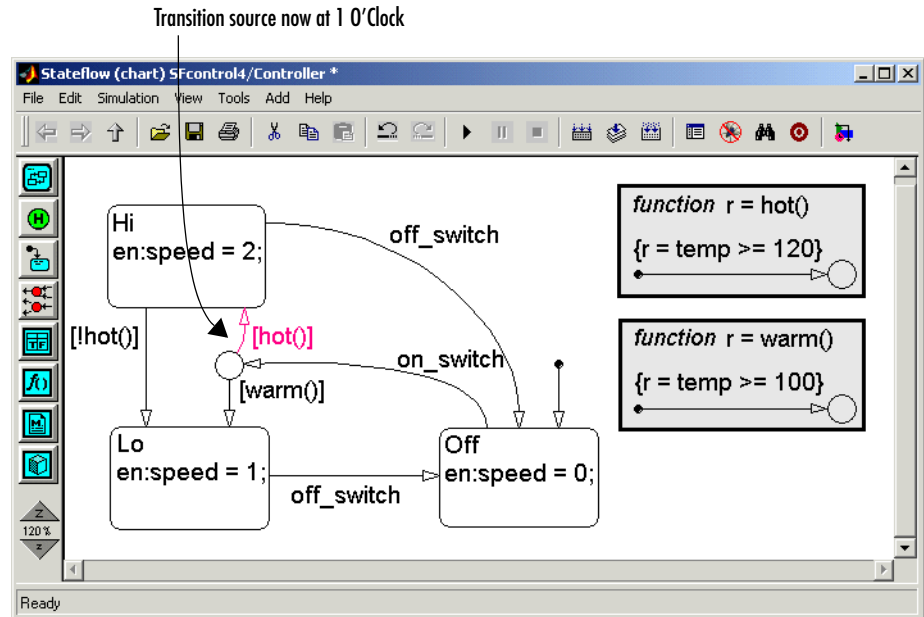 Transition source now at 1 O'Clock
Stateflow (chart) SFcontrol4/Controller *
File Edit Simulation View Tools Add Help
Hi
en:speed = 2;
off_switch
function r = hot()
{r = temp >= 120}
[!hot()]
[hot()]
on_switch
[warm()]
function r = warm()
{r = temp >= 100}
Lo
en:speed = 1;
off_switch
Off
en:speed = 0;
H
TF
f()
M
Z
120 %
z
Ready